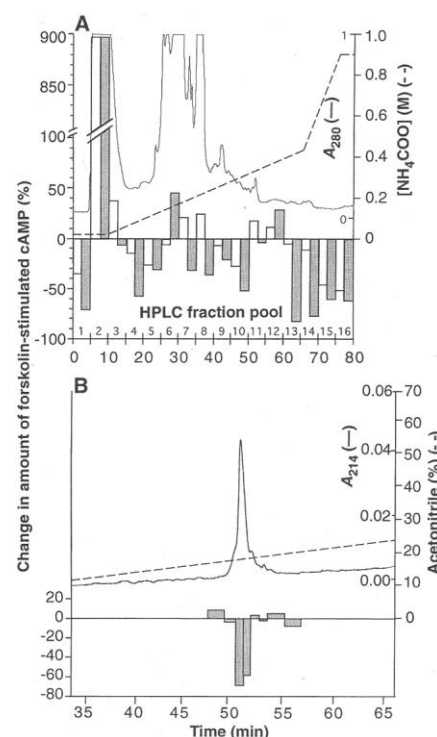 A
900
850
100
50
0
-50
-100
1.0
0.8
0.6
0.4
0.2
0
1
0
A280 (—)
[NH4COO] (M) (- -)
HPLC fraction pool
1 2 3 4 5 6 7 8 9 10 11 12 13 14 15 16
0 10 20 30 40 50 60 70 80
Change in amount of forskolin-stimulated cAMP (%)
B
0.06
0.04
0.02
0.00
A214 (—)
70
60
50
40
30
20
10
0
Acetonitrile (%) (- -)
20
0
-20
-40
-60
-80
35 40 45 50 55 60 65
Time (min)